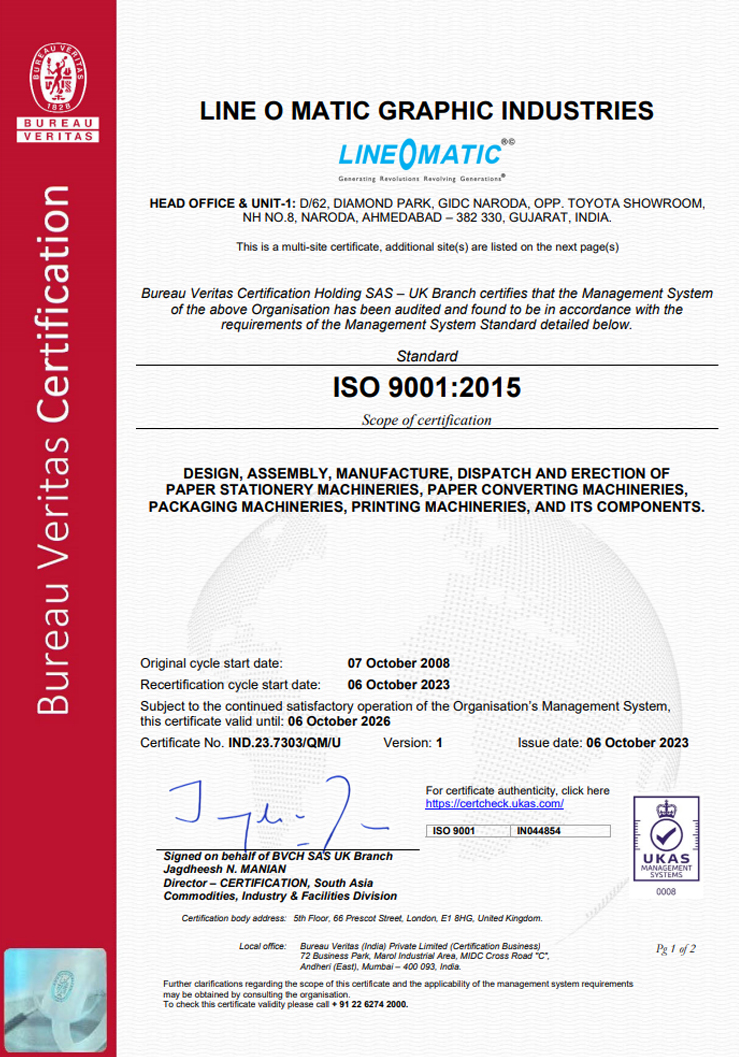 BUREAU VERITAS
1828
BUREAU
VERITAS
Bureau Veritas Certification
LINE O MATIC GRAPHIC INDUSTRIES
LINEOMATIC®©
Generating Revolutions Revolving Generations®
HEAD OFFICE & UNIT-1: D/62, DIAMOND PARK, GIDC NARODA, OPP. TOYOTA SHOWROOM,
NH NO.8, NARODA, AHMEDABAD – 382 330, GUJARAT, INDIA.
This is a multi-site certificate, additional site(s) are listed on the next page(s)
Bureau Veritas Certification Holding SAS – UK Branch certifies that the Management System
of the above Organisation has been audited and found to be in accordance with the
requirements of the Management System Standard detailed below.
Standard
ISO 9001:2015
Scope of certification
DESIGN, ASSEMBLY, MANUFACTURE, DISPATCH AND ERECTION OF
PAPER STATIONERY MACHINERIES, PAPER CONVERTING MACHINERIES,
PACKAGING MACHINERIES, PRINTING MACHINERIES, AND ITS COMPONENTS.
Original cycle start date: 07 October 2008
Recertification cycle start date: 06 October 2023
Subject to the continued satisfactory operation of the Organisation's Management System,
this certificate valid until: 06 October 2026
Certificate No. IND.23.7303/QM/U Version: 1 Issue date: 06 October 2023
For certificate authenticity, click here
https://certcheck.ukas.com/
ISO 9001 IN044854
UKAS
MANAGEMENT
SYSTEMS
0008
Signed on behalf of BVCH SAS UK Branch
Jagdheesh N. MANIAN
Director – CERTIFICATION, South Asia
Commodities, Industry & Facilities Division
Certification body address: 5th Floor, 66 Prescot Street, London, E1 8HG, United Kingdom.
Local office: Bureau Veritas (India) Private Limited (Certification Business)
72 Business Park, Marol Industrial Area, MIDC Cross Road "C",
Andheri (East), Mumbai – 400 093, India.
Pg 1 of 2
Further clarifications regarding the scope of this certificate and the applicability of the management system requirements
may be obtained by consulting the organisation.
To check this certificate validity please call + 91 22 6274 2000.